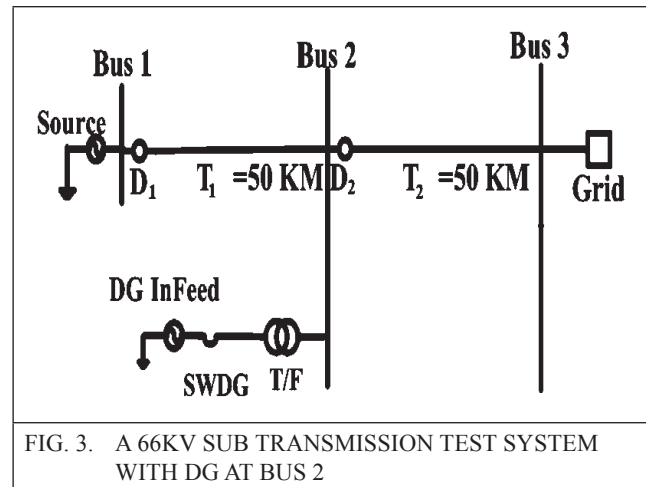 Bus 1
Bus 2
Bus 3
Source
D1
T1 =50 KM
D2
T2 =50 KM
Grid
DG InFeed
SWDG
T/F
FIG. 3. A 66KV SUB TRANSMISSION TEST SYSTEM
WITH DG AT BUS 2